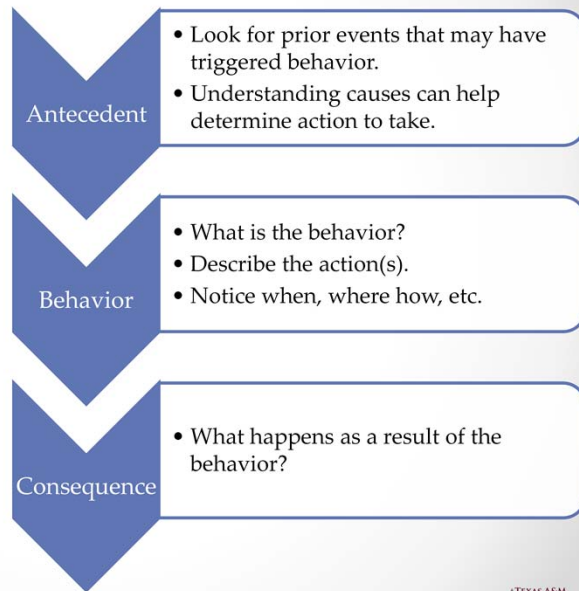 Antecedent
• Look for prior events that may have
triggered behavior.
• Understanding causes can help
determine action to take.
Behavior
• What is the behavior?
• Describe the action(s).
• Notice when, where how, etc.
Consequence
• What happens as a result of the
behavior?
TEXAS A&M